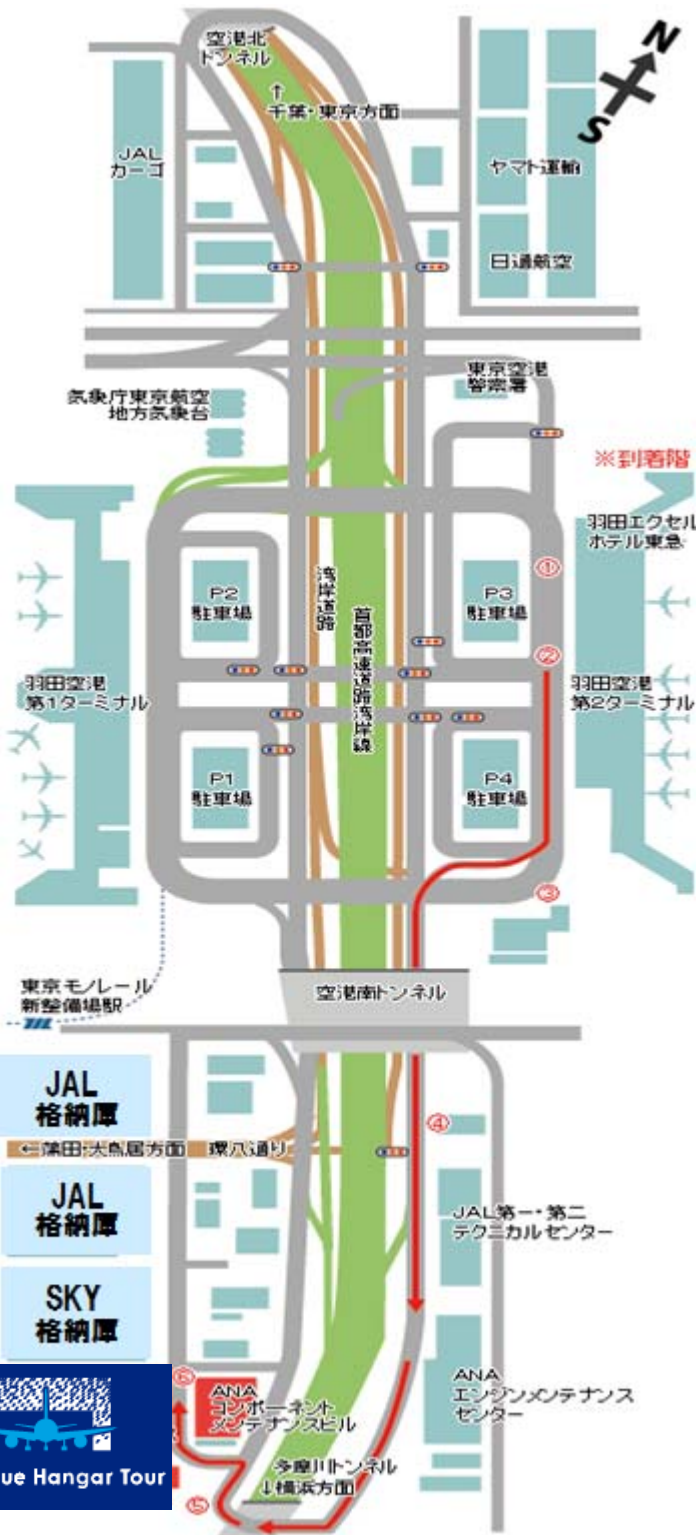 空港北
トンネル
N
S
↑
千葉・東京方面
JAL
カーゴ
ヤマト運輸
日通航空
東京空港
警察署
気象庁東京航空
地方気象台
※到着階
羽田エクセル
ホテル東急
①
P2
駐車場
湾岸道路
首都高速道路湾岸線
P3
駐車場
②
羽田空港
第1ターミナル
羽田空港
第2ターミナル
P1
駐車場
P4
駐車場
③
東京モノレール
新整備場駅
空港南トンネル
JAL
格納庫
④
←蒲田・大鳥居方面
環八通り
JAL
格納庫
JAL第一・第二
テクニカルセンター
SKY
格納庫
⑥
ANA
コンポーネント
メンテナンスビル
ANA
エンジンメンテナンス
センター
ue Hangar Tour
多摩川トンネル
↓横浜方面
⑤